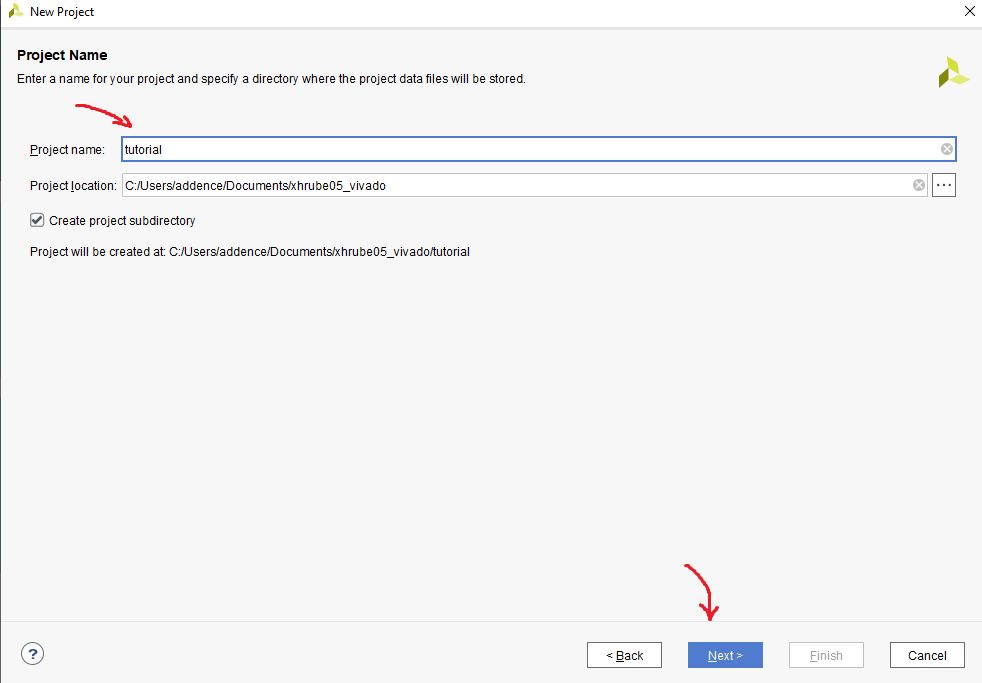 New Project
Project Name
Enter a name for your project and specify a directory where the project data files will be stored.
Project name: tutorial
Project location: C:/Users/addence/Documents/xhrube05_vivado ...
Create project subdirectory
Project will be created at: C:/Users/addence/Documents/xhrube05_vivado/tutorial
? < Back Next > Finish Cancel